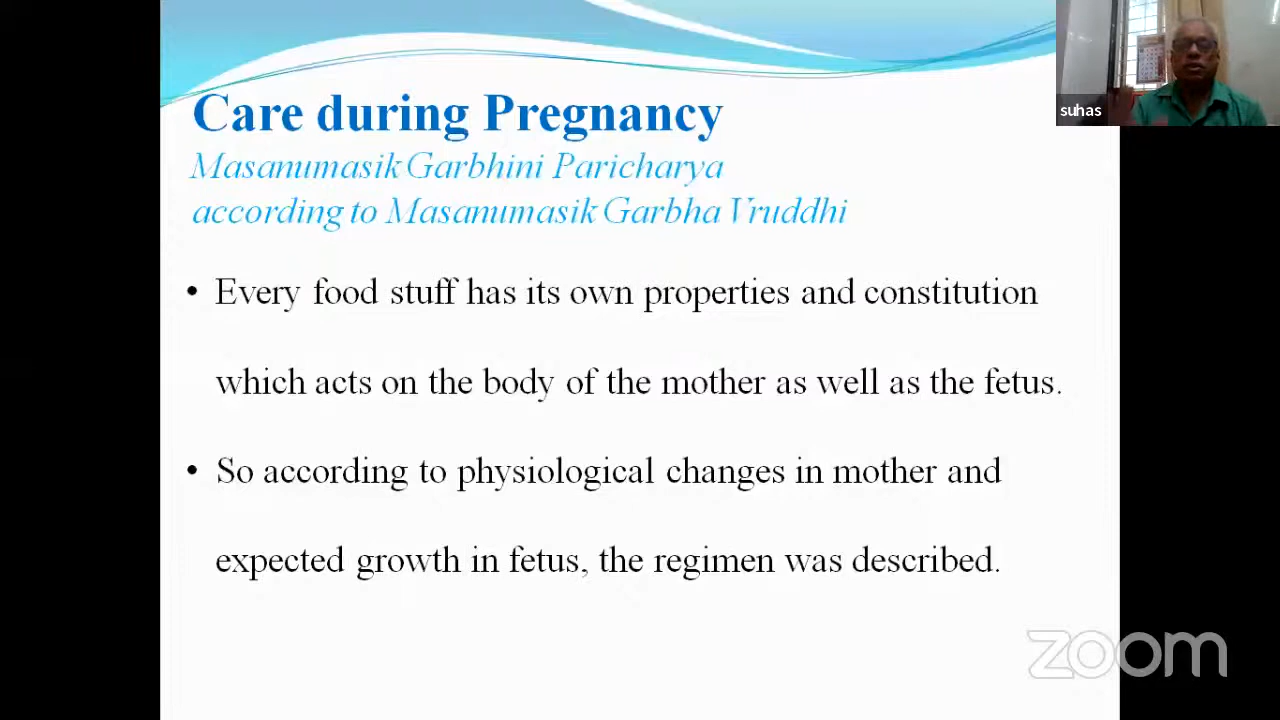 Care during Pregnancy
Masanumasik Garbhini Paricharya
according to Masanumasik Garbha Vruddhi
• Every food stuff has its own properties and constitution
which acts on the body of the mother as well as the fetus.
• So according to physiological changes in mother and
expected growth in fetus, the regimen was described.
suhas
zoom